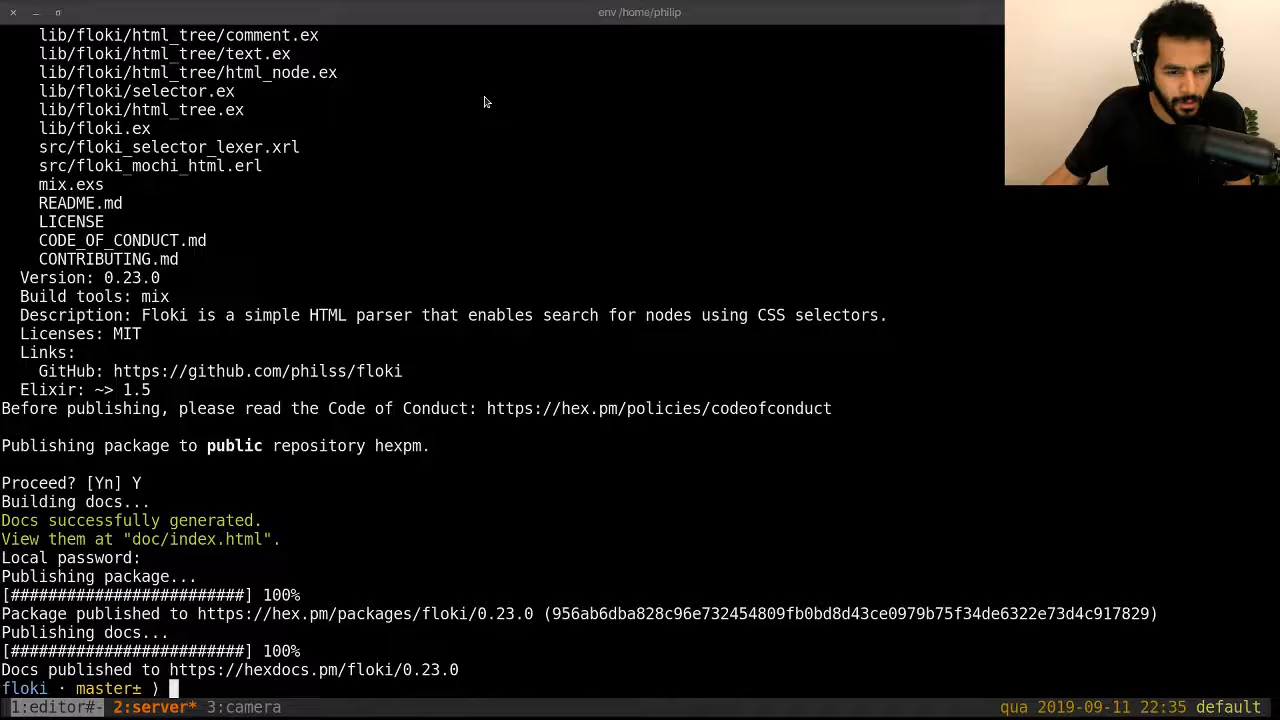 env /home/philip
lib/floki/html_tree/comment.ex
lib/floki/html_tree/text.ex
lib/floki/html_tree/html_node.ex
lib/floki/selector.ex
lib/floki/html_tree.ex
lib/floki.ex
src/floki_selector_lexer.xrl
src/floki_mochi_html.erl
mix.exs
README.md
LICENSE
CODE_OF_CONDUCT.md
CONTRIBUTING.md
Version: 0.23.0
Build tools: mix
Description: Floki is a simple HTML parser that enables search for nodes using CSS selectors.
Licenses: MIT
Links:
GitHub: https://github.com/philss/floki
Elixir: ~> 1.5
Before publishing, please read the Code of Conduct: https://hex.pm/policies/codeofconduct
Publishing package to public repository hexpm.
Proceed? [Yn] Y
Building docs...
Docs successfully generated.
View them at "doc/index.html".
Local password:
Publishing package...
[#########################] 100%
Package published to https://hex.pm/packages/floki/0.23.0 (956ab6dba828c96e732454809fb0bd8d43ce0979b75f34de6322e73d4c917829)
Publishing docs...
[#########################] 100%
Docs published to https://hexdocs.pm/floki/0.23.0
floki · master± ⟩
1:editor#- 2:server* 3:camera qua 2019-09-11 22:35 default